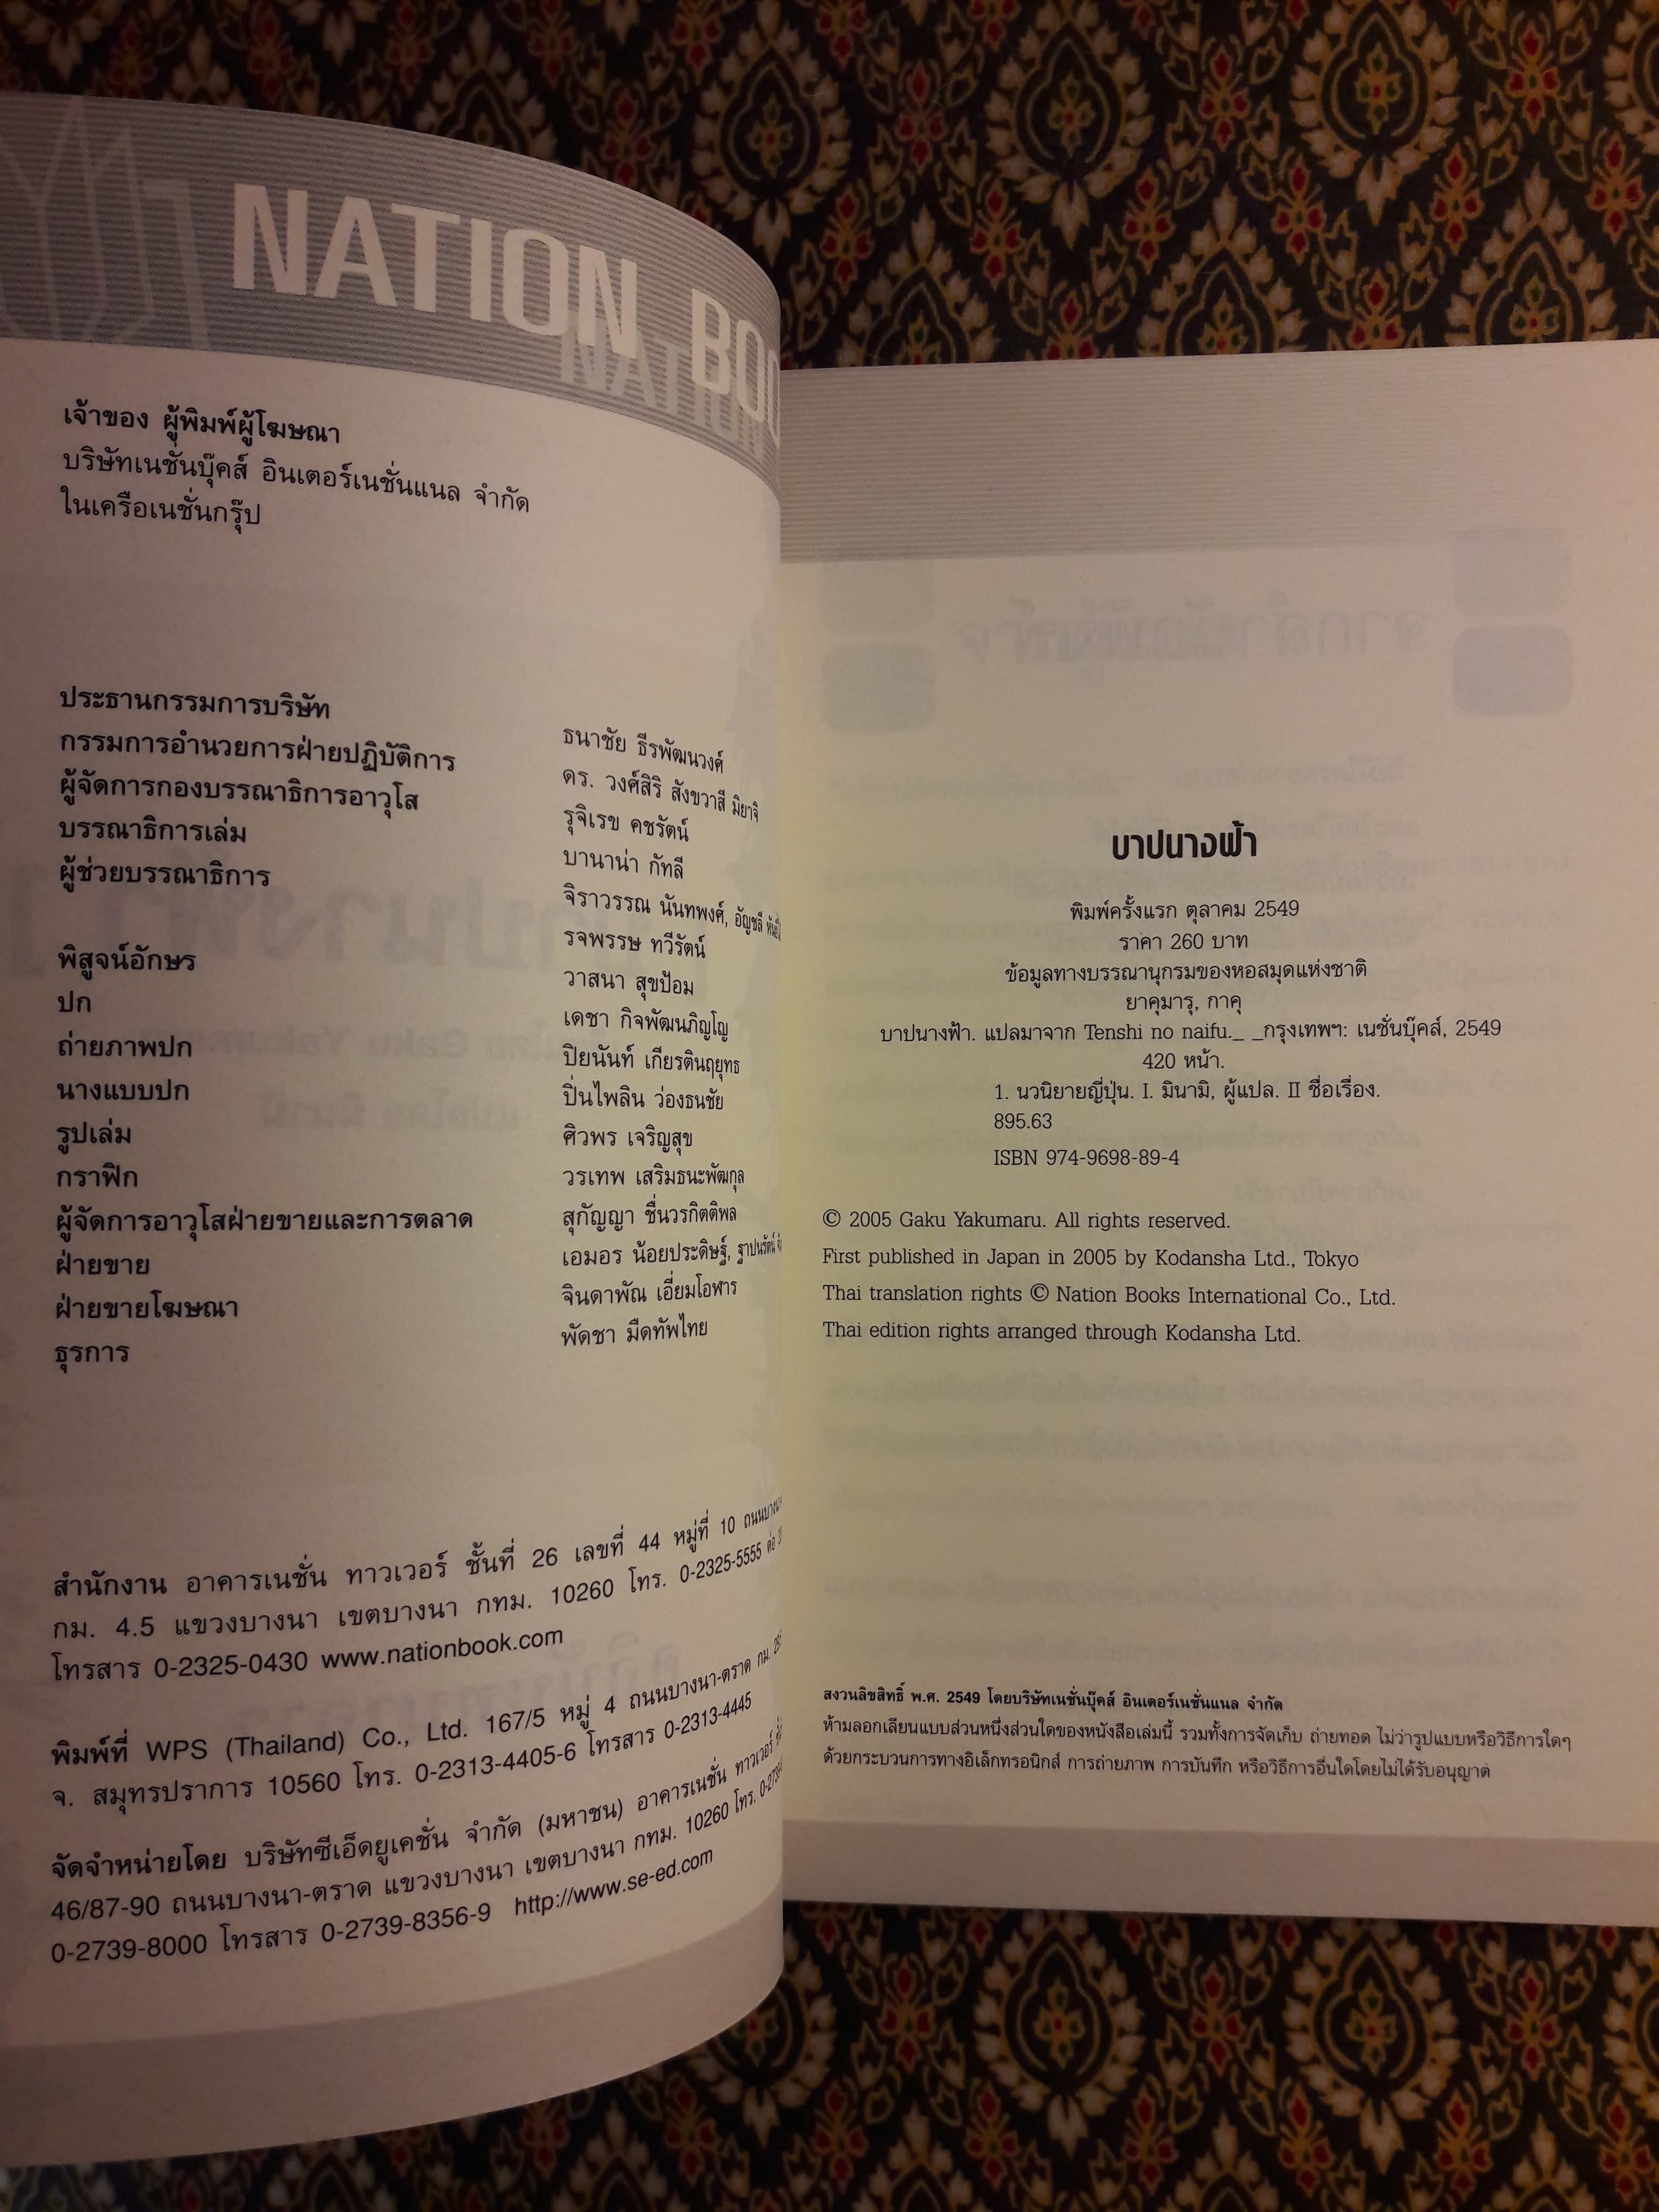 NATION
NATION
เจ้าของ ผู้พิมพ์ผู้โฆษณา
บริษัทเนชั่นบุ๊คส์ อินเตอร์เนชั่นแนล จำกัด
ในเครือเนชั่นกรุ๊ป
ประธานกรรมการบริษัท
ธนาชัย ธีรพัฒนวงศ์
กรรมการอำนวยการฝ่ายปฏิบัติการ
ดร. วงศ์สิริ สังขวาสี มิยาจิ
ผู้จัดการกองบรรณาธิการอาวุโส
รุจิเรข คชรัตน์
บรรณาธิการเล่ม
บานาน่า กัทลี
ผู้ช่วยบรรณาธิการ
จิราวรรณ นันทพงศ์, อัญชลี
รจพรรษ ทวีรัตน์
พิสูจน์อักษร
วาสนา สุขป้อม
ปก
เดชา กิจพัฒนภิญโญ
ถ่ายภาพปก
ปิยนันท์ เกียรตินฤยุทธ
นางแบบปก
ปิ่นไพลิน ว่องธนชัย
รูปเล่ม
ศิวพร เจริญสุข
กราฟิก
วรเทพ เสริมธนะพัฒกุล
ผู้จัดการอาวุโสฝ่ายขายและการตลาด
สุกัญญา ชื่นวรกิตติพล
ฝ่ายขาย
เอมอร น้อยประดิษฐ์, ฐาปนรัตน์
ฝ่ายขายโฆษณา
จินดาพัณ เอี่ยมโอฬาร
ธุรการ
พัดชา มืดทัพไทย
สำนักงาน อาคารเนชั่น ทาวเวอร์ ชั้นที่ 26 เลขที่ 44 หมู่ที่ 10
กม. 4.5 แขวงบางนา เขตบางนา กทม. 10260 โทร. 0-2325-5555 ต่อ
โทรสาร 0-2325-0430 www.nationbook.com
พิมพ์ที่ WPS (Thailand) Co., Ltd. 167/5 หมู่ 4 ถนนบางนา-ตราด กม.
จ. สมุทรปราการ 10560 โทร. 0-2313-4405-6 โทรสาร 0-2313-4445
จัดจำหน่ายโดย บริษัทซีเอ็ดยูเคชั่น จำกัด (มหาชน) อาคารเนชั่น ทาวเวอร์
46/87-90 ถนนบางนา-ตราด แขวงบางนา เขตบางนา กทม. 10260 โทร.
0-2739-8000 โทรสาร 0-2739-8356-9 http://www.se-ed.com
บาปนางฟ้า
พิมพ์ครั้งแรก ตุลาคม 2549
ราคา 260 บาท
ข้อมูลทางบรรณานุกรมของหอสมุดแห่งชาติ
ยาคุมารุ, กาคุ
บาปนางฟ้า. แปลมาจาก Tenshi no naifu._ _กรุงเทพฯ: เนชั่นบุ๊คส์, 2549
420 หน้า.
1. นวนิยายญี่ปุ่น. I. มินามิ, ผู้แปล. II ชื่อเรื่อง.
895.63
ISBN 974-9698-89-4
© 2005 Gaku Yakumaru. All rights reserved.
First published in Japan in 2005 by Kodansha Ltd., Tokyo
Thai translation rights © Nation Books International Co., Ltd.
Thai edition rights arranged through Kodansha Ltd.
สงวนลิขสิทธิ์ พ.ศ. 2549 โดยบริษัทเนชั่นบุ๊คส์ อินเตอร์เนชั่นแนล จำกัด
ห้ามลอกเลียนแบบส่วนหนึ่งส่วนใดของหนังสือเล่มนี้ รวมทั้งการจัดเก็บ ถ่ายทอด ไม่ว่ารูปแบบหรือวิธีการใดๆ
ด้วยกระบวนการทางอิเล็กทรอนิกส์ การถ่ายภาพ การบันทึก หรือวิธีการอื่นใดโดยไม่ได้รับอนุญาต